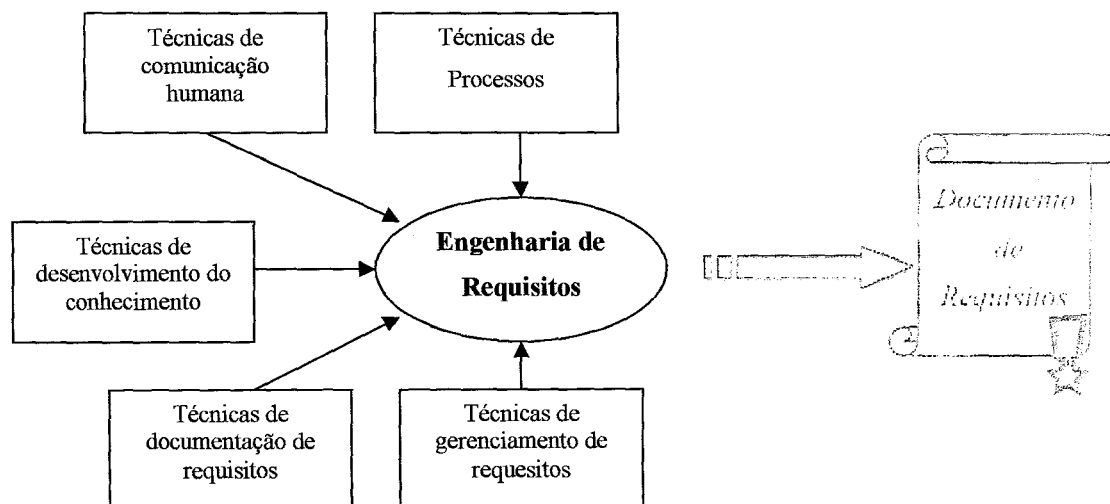 Técnicas de
comunicação
humana
Técnicas de
Processos
Técnicas de
desenvolvimento do
conhecimento
Engenharia de
Requisitos
Documento
de
Requisitos
Técnicas de
documentação de
requisitos
Técnicas de
gerenciamento de
requesitos